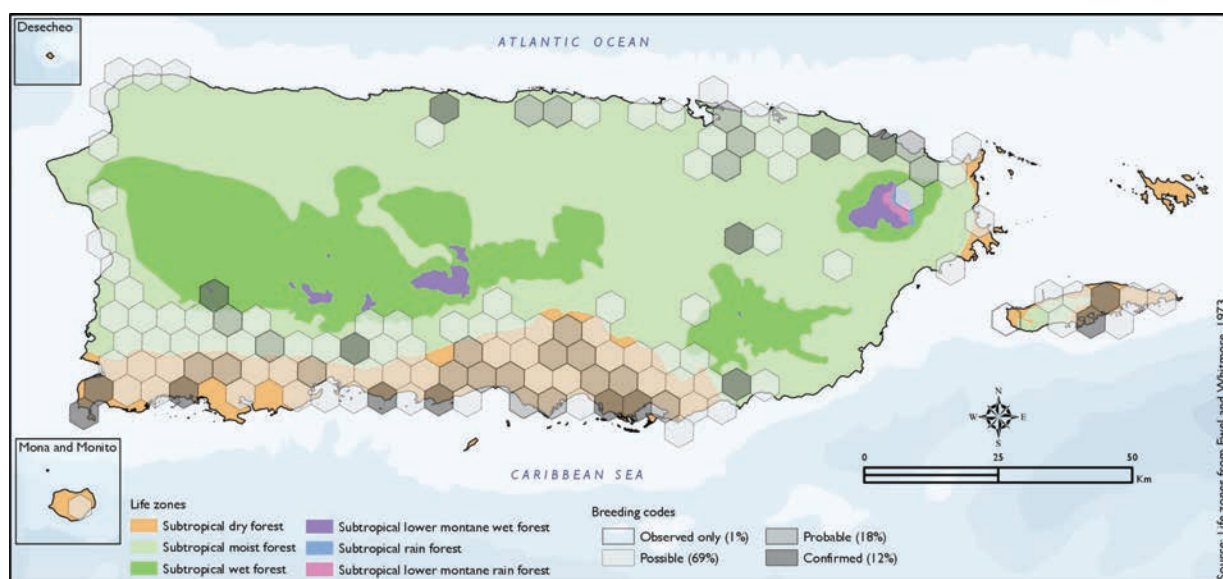 Desecheo
ATLANTIC OCEAN
Source: Life zones from Ewel and Whitmore 1973
N
W
E
S
Mona and Monito
CARIBBEAN SEA
0
25
50
Km
Life zones
Subtropical dry forest
Subtropical moist forest
Subtropical wet forest
Subtropical lower montane wet forest
Subtropical rain forest
Subtropical lower montane rain forest
Breeding codes
Observed only (1%)
Possible (69%)
Probable (18%)
Confirmed (12%)